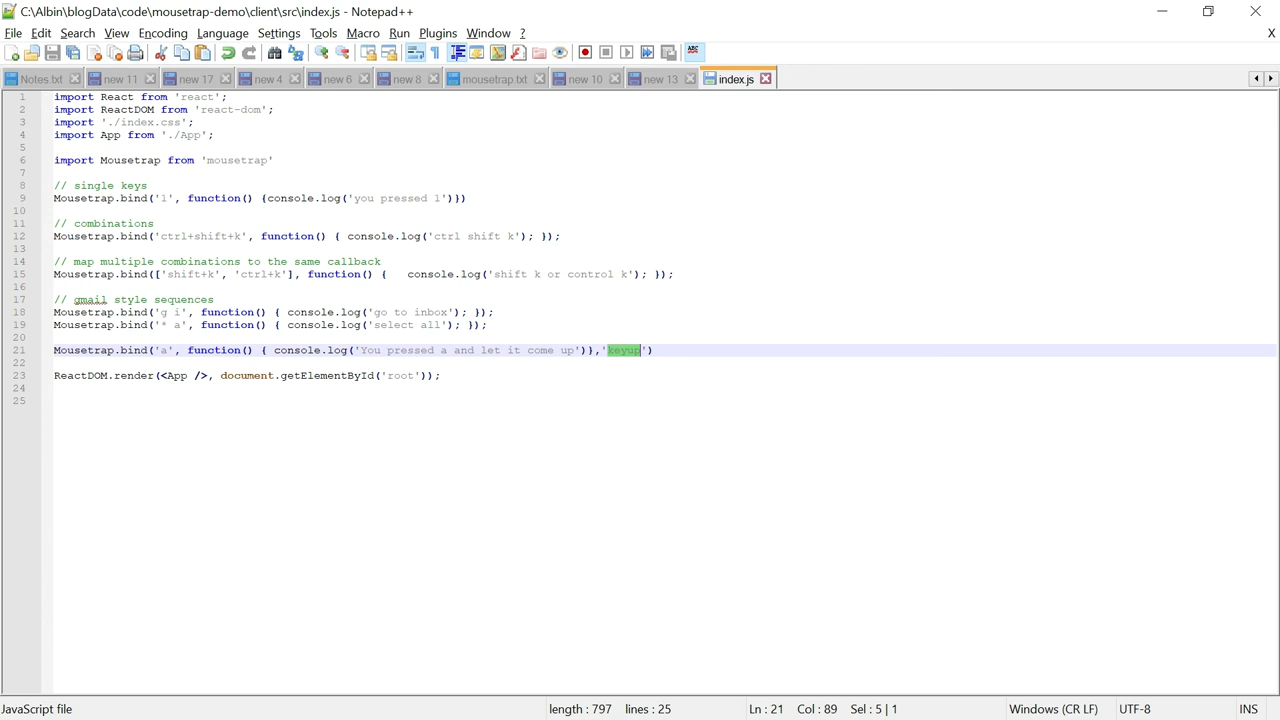 C:\Albin\blogData\code\mousetrap-demo\client\src\index.js - Notepad++
File Edit Search View Encoding Language Settings Tools Macro Run Plugins Window ? X
Notes.txt new 11 new 17 new 4 new 6 new 8 mousetrap.txt new 10 new 13 index.js
1 import React from 'react';
2 import ReactDOM from 'react-dom';
3 import './index.css';
4 import App from './App';
5
6 import Mousetrap from 'mousetrap'
7
8 // single keys
9 Mousetrap.bind('1', function() {console.log('you pressed 1')})
10
11 // combinations
12 Mousetrap.bind('ctrl+shift+k', function() { console.log('ctrl shift k'); });
13
14 // map multiple combinations to the same callback
15 Mousetrap.bind(['shift+k', 'ctrl+k'], function() {   console.log('shift k or control k'); });
16
17 // gmail style sequences
18 Mousetrap.bind('g i', function() { console.log('go to inbox'); });
19 Mousetrap.bind('* a', function() { console.log('select all'); });
20
21 Mousetrap.bind('a', function() { console.log('You pressed a and let it come up')},'keyup')
22
23 ReactDOM.render(<App />, document.getElementById('root'));
24
25
JavaScript file length : 797 lines : 25 Ln : 21 Col : 89 Sel : 5 | 1 Windows (CR LF) UTF-8 INS